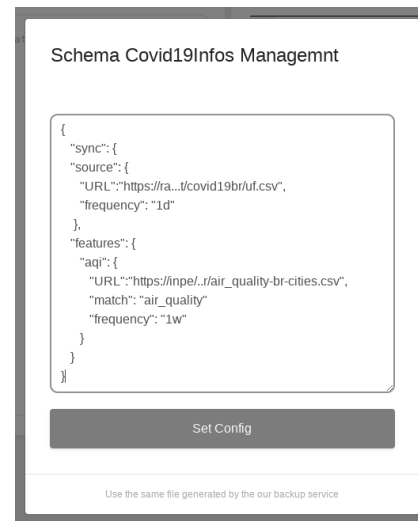 Schema Covid19Infos Managemnt
{
"sync": {
"source": {
"URL":"https://ra...t/covid19br/uf.csv",
"frequency": "1d"
},
"features": {
"aqi": {
"URL":"https://inpe/..r/air_quality-br-cities.csv",
"match": "air_quality"
"frequency": "1w"
}
}
}
Set Config
Use the same file generated by the our backup service